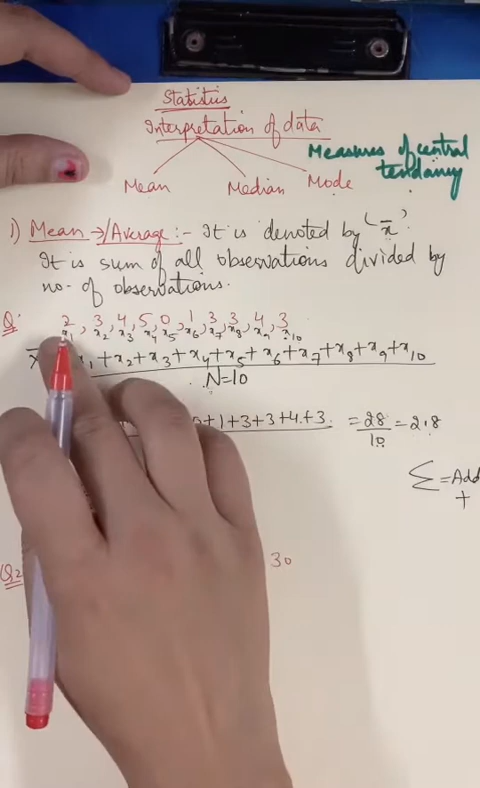 Statistics
Interpretation of data
Measures of central
tendancy
Mean Median Mode
1) Mean → /Average :- It is denoted by 'x̄'.
It is sum of all observations divided by
no- of observations.
Q. 2, 3, 4, 5, 0, 1, 3, 3, 4, 3
x1 x2 x3 x4 x5 x6 x7 x8 x9 x10
x1+x2+x3+x4+x5+x6+x7+x8+x9+x10
N=10
+1+3+3+4+3 = 28/10 = 2.8
Σ = Add
+
Q2 30